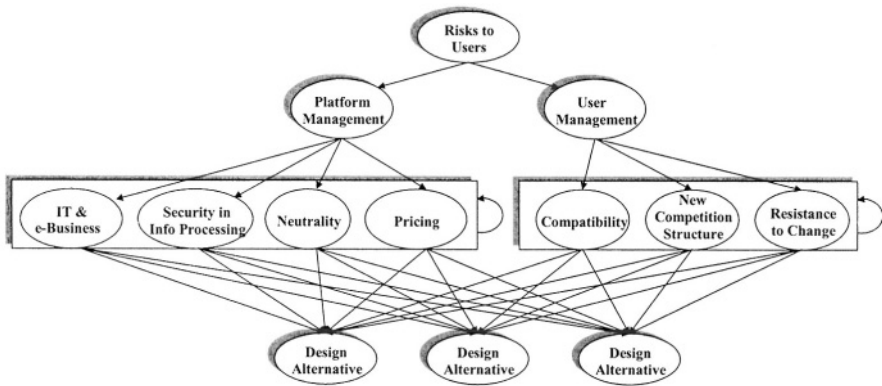 Risks to
Users
Platform
Management
User
Management
IT &
e-Business
Security in
Info Processing
Neutrality
Pricing
Compatibility
New
Competition
Structure
Resistance
to Change
Design
Alternative
Design
Alternative
Design
Alternative